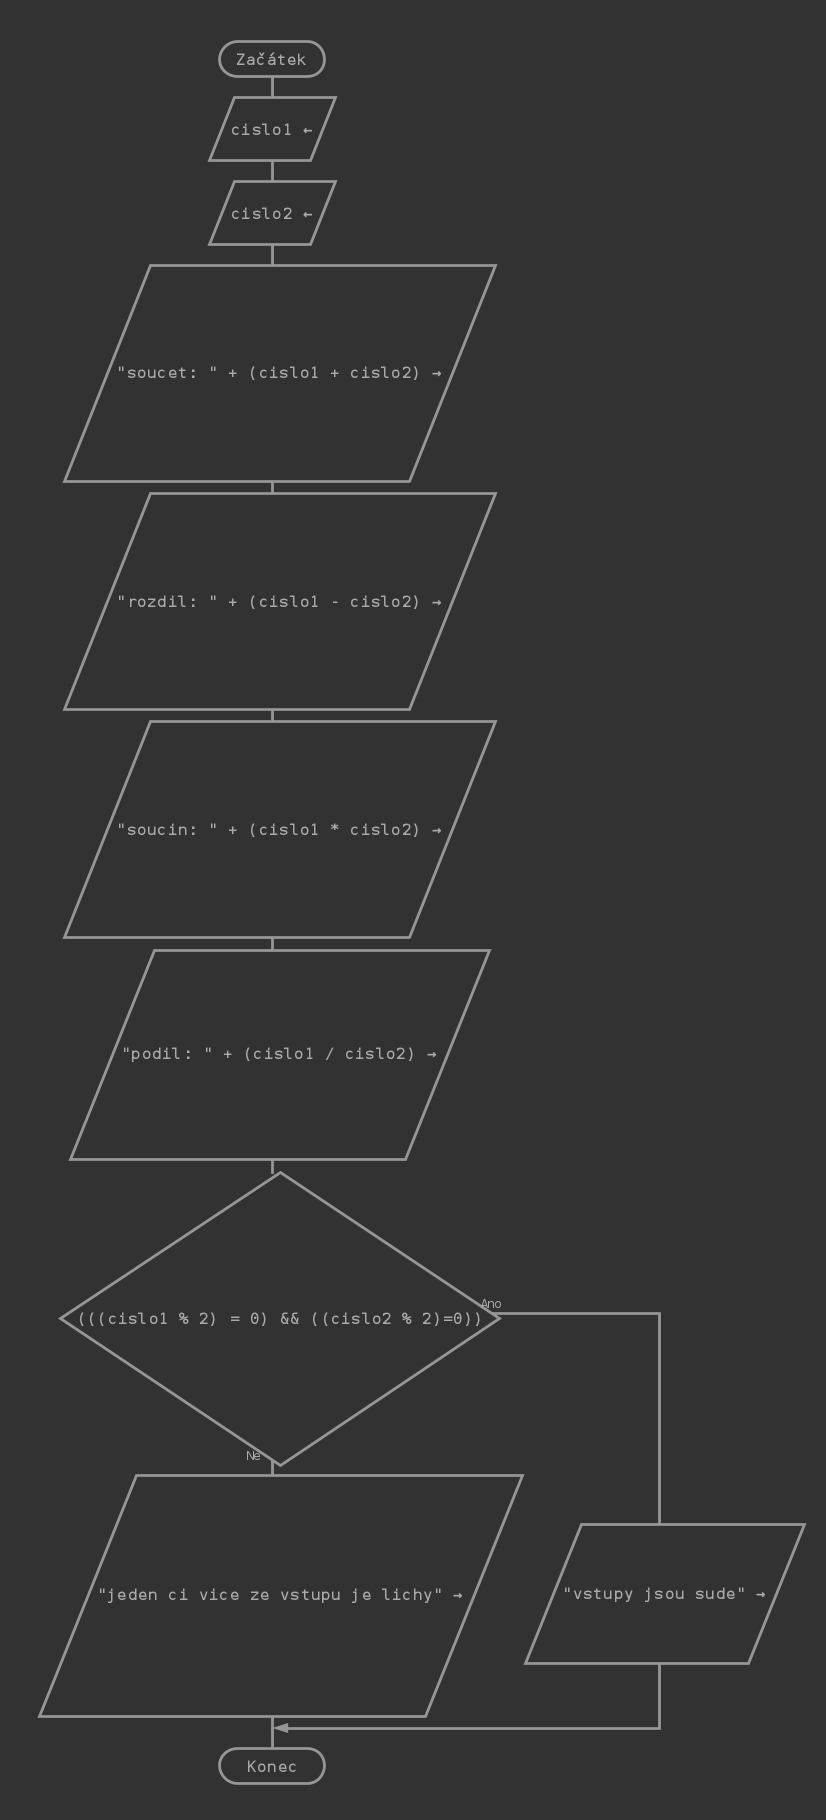 Začátek
cislo1 ←
cislo2 ←
"soucet: " + (cislo1 + cislo2) →
"rozdil: " + (cislo1 - cislo2) →
"soucin: " + (cislo1 * cislo2) →
"podil: " + (cislo1 / cislo2) →
Ano
(((cislo1 % 2) = 0) && ((cislo2 % 2)=0))
Ne
"jeden ci vice ze vstupu je lichy" →
"vstupy jsou sude" →
Konec